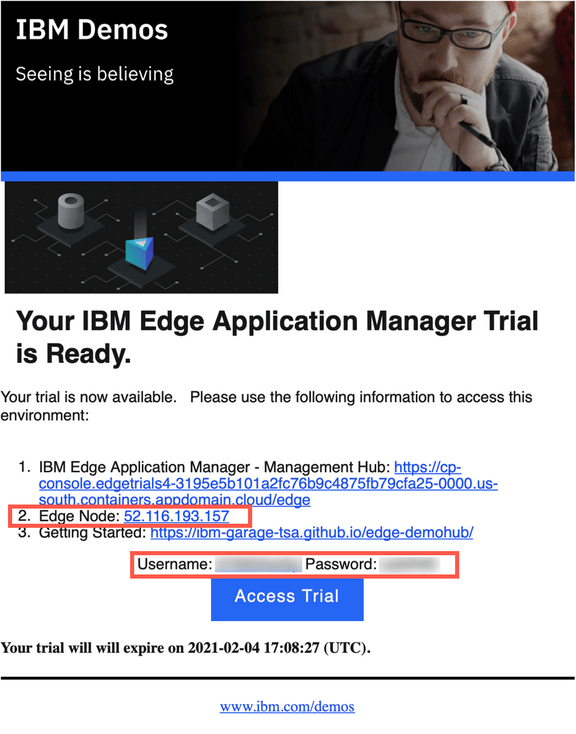 IBM Demos
Seeing is believing
Your IBM Edge Application Manager Trial
is Ready.
Your trial is now available. Please use the following information to access this
environment:
1. IBM Edge Application Manager - Management Hub: https://cp-
console.edgetrials4-3195e5b101a2fc76b9c4875fb79cfa25-0000.us-
south.containers.appdomain.cloud/edge
2. Edge Node: 52.116.193.157
3. Getting Started: https://ibm-garage-tsa.github.io/edge-demohub/
Username: Password:
Access Trial
Your trial will will expire on 2021-02-04 17:08:27 (UTC).
www.ibm.com/demos